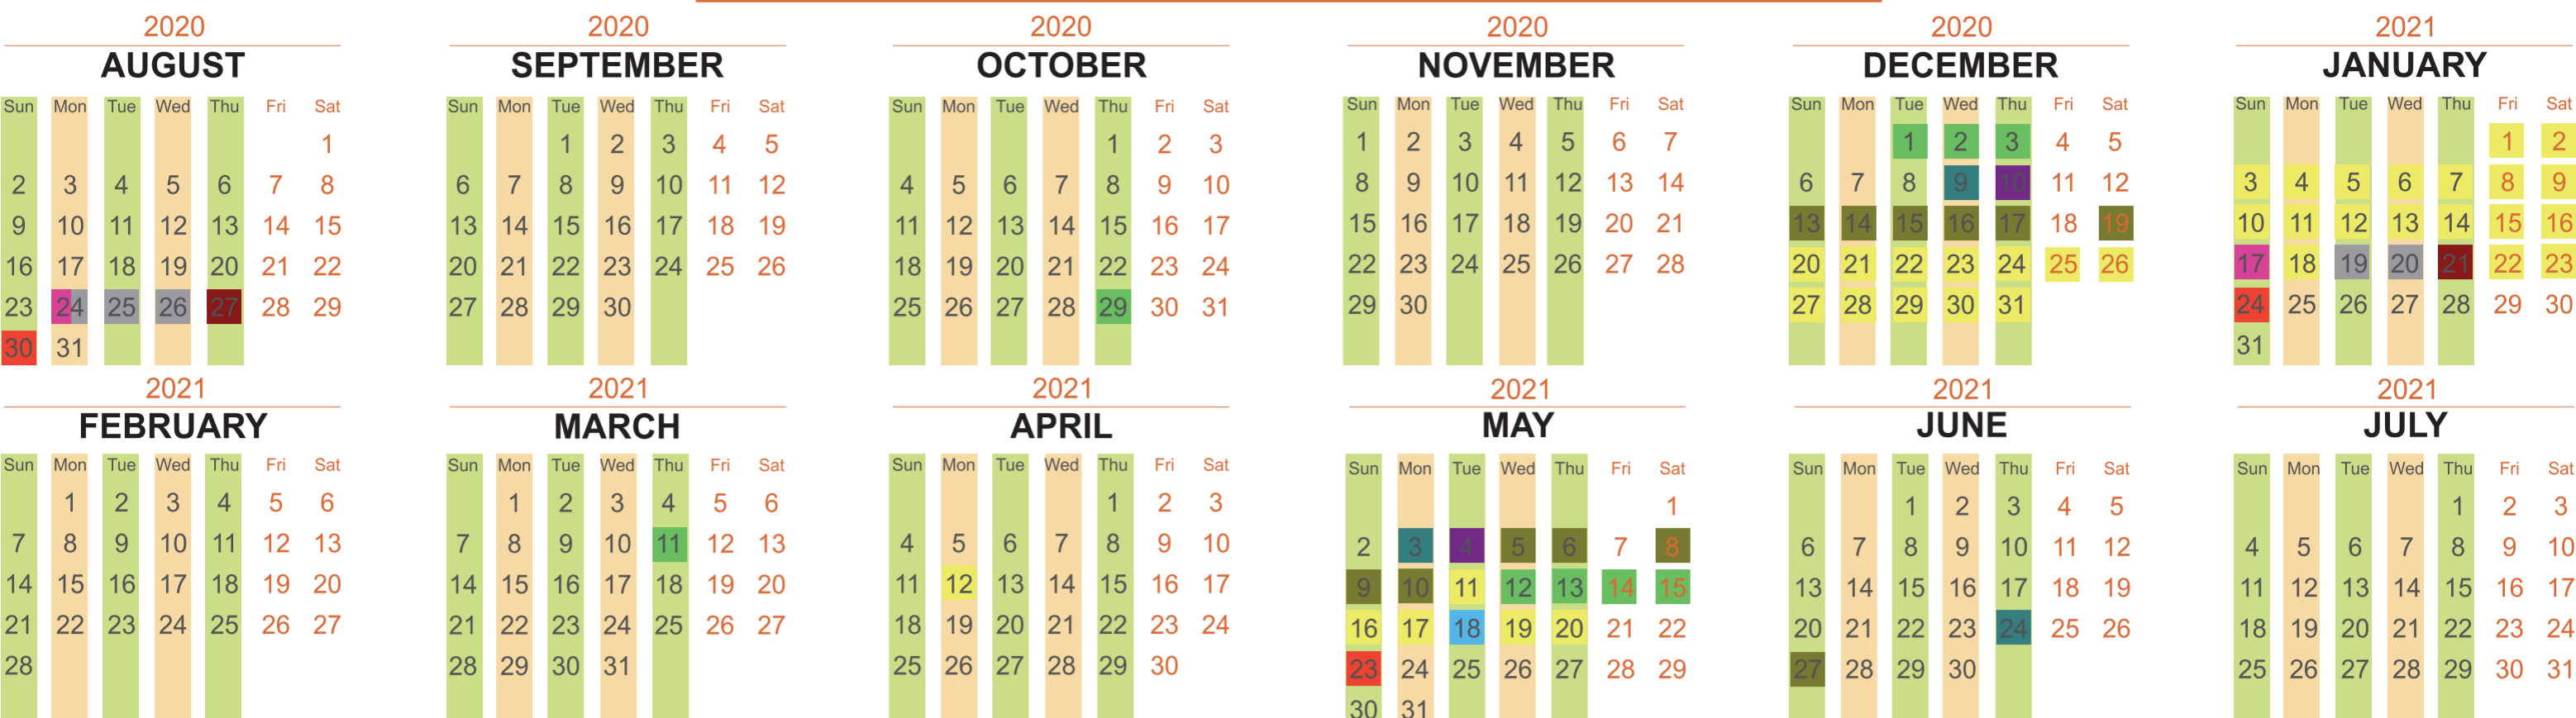 2020
AUGUST
Sun Mon Tue Wed Thu Fri Sat
1
2 3 4 5 6 7 8
9 10 11 12 13 14 15
16 17 18 19 20 21 22
23 24 25 26 27 28 29
30 31
2020
SEPTEMBER
Sun Mon Tue Wed Thu Fri Sat
1 2 3 4 5
6 7 8 9 10 11 12
13 14 15 16 17 18 19
20 21 22 23 24 25 26
27 28 29 30
2020
OCTOBER
Sun Mon Tue Wed Thu Fri Sat
1 2 3
4 5 6 7 8 9 10
11 12 13 14 15 16 17
18 19 20 21 22 23 24
25 26 27 28 29 30 31
2020
NOVEMBER
Sun Mon Tue Wed Thu Fri Sat
1 2 3 4 5 6 7
8 9 10 11 12 13 14
15 16 17 18 19 20 21
22 23 24 25 26 27 28
29 30
2020
DECEMBER
Sun Mon Tue Wed Thu Fri Sat
1 2 3 4 5
6 7 8 9 10 11 12
13 14 15 16 17 18 19
20 21 22 23 24 25 26
27 28 29 30 31
2021
JANUARY
Sun Mon Tue Wed Thu Fri Sat
1 2
3 4 5 6 7 8 9
10 11 12 13 14 15 16
17 18 19 20 21 22 23
24 25 26 27 28 29 30
31
2021
FEBRUARY
Sun Mon Tue Wed Thu Fri Sat
1 2 3 4 5 6
7 8 9 10 11 12 13
14 15 16 17 18 19 20
21 22 23 24 25 26 27
28
2021
MARCH
Sun Mon Tue Wed Thu Fri Sat
1 2 3 4 5 6
7 8 9 10 11 12 13
14 15 16 17 18 19 20
21 22 23 24 25 26 27
28 29 30 31
2021
APRIL
Sun Mon Tue Wed Thu Fri Sat
1 2 3
4 5 6 7 8 9 10
11 12 13 14 15 16 17
18 19 20 21 22 23 24
25 26 27 28 29 30
2021
MAY
Sun Mon Tue Wed Thu Fri Sat
1
2 3 4 5 6 7 8
9 10 11 12 13 14 15
16 17 18 19 20 21 22
23 24 25 26 27 28 29
30 31
2021
JUNE
Sun Mon Tue Wed Thu Fri Sat
1 2 3 4 5
6 7 8 9 10 11 12
13 14 15 16 17 18 19
20 21 22 23 24 25 26
27 28 29 30
2021
JULY
Sun Mon Tue Wed Thu Fri Sat
1 2 3
4 5 6 7 8 9 10
11 12 13 14 15 16 17
18 19 20 21 22 23 24
25 26 27 28 29 30 31